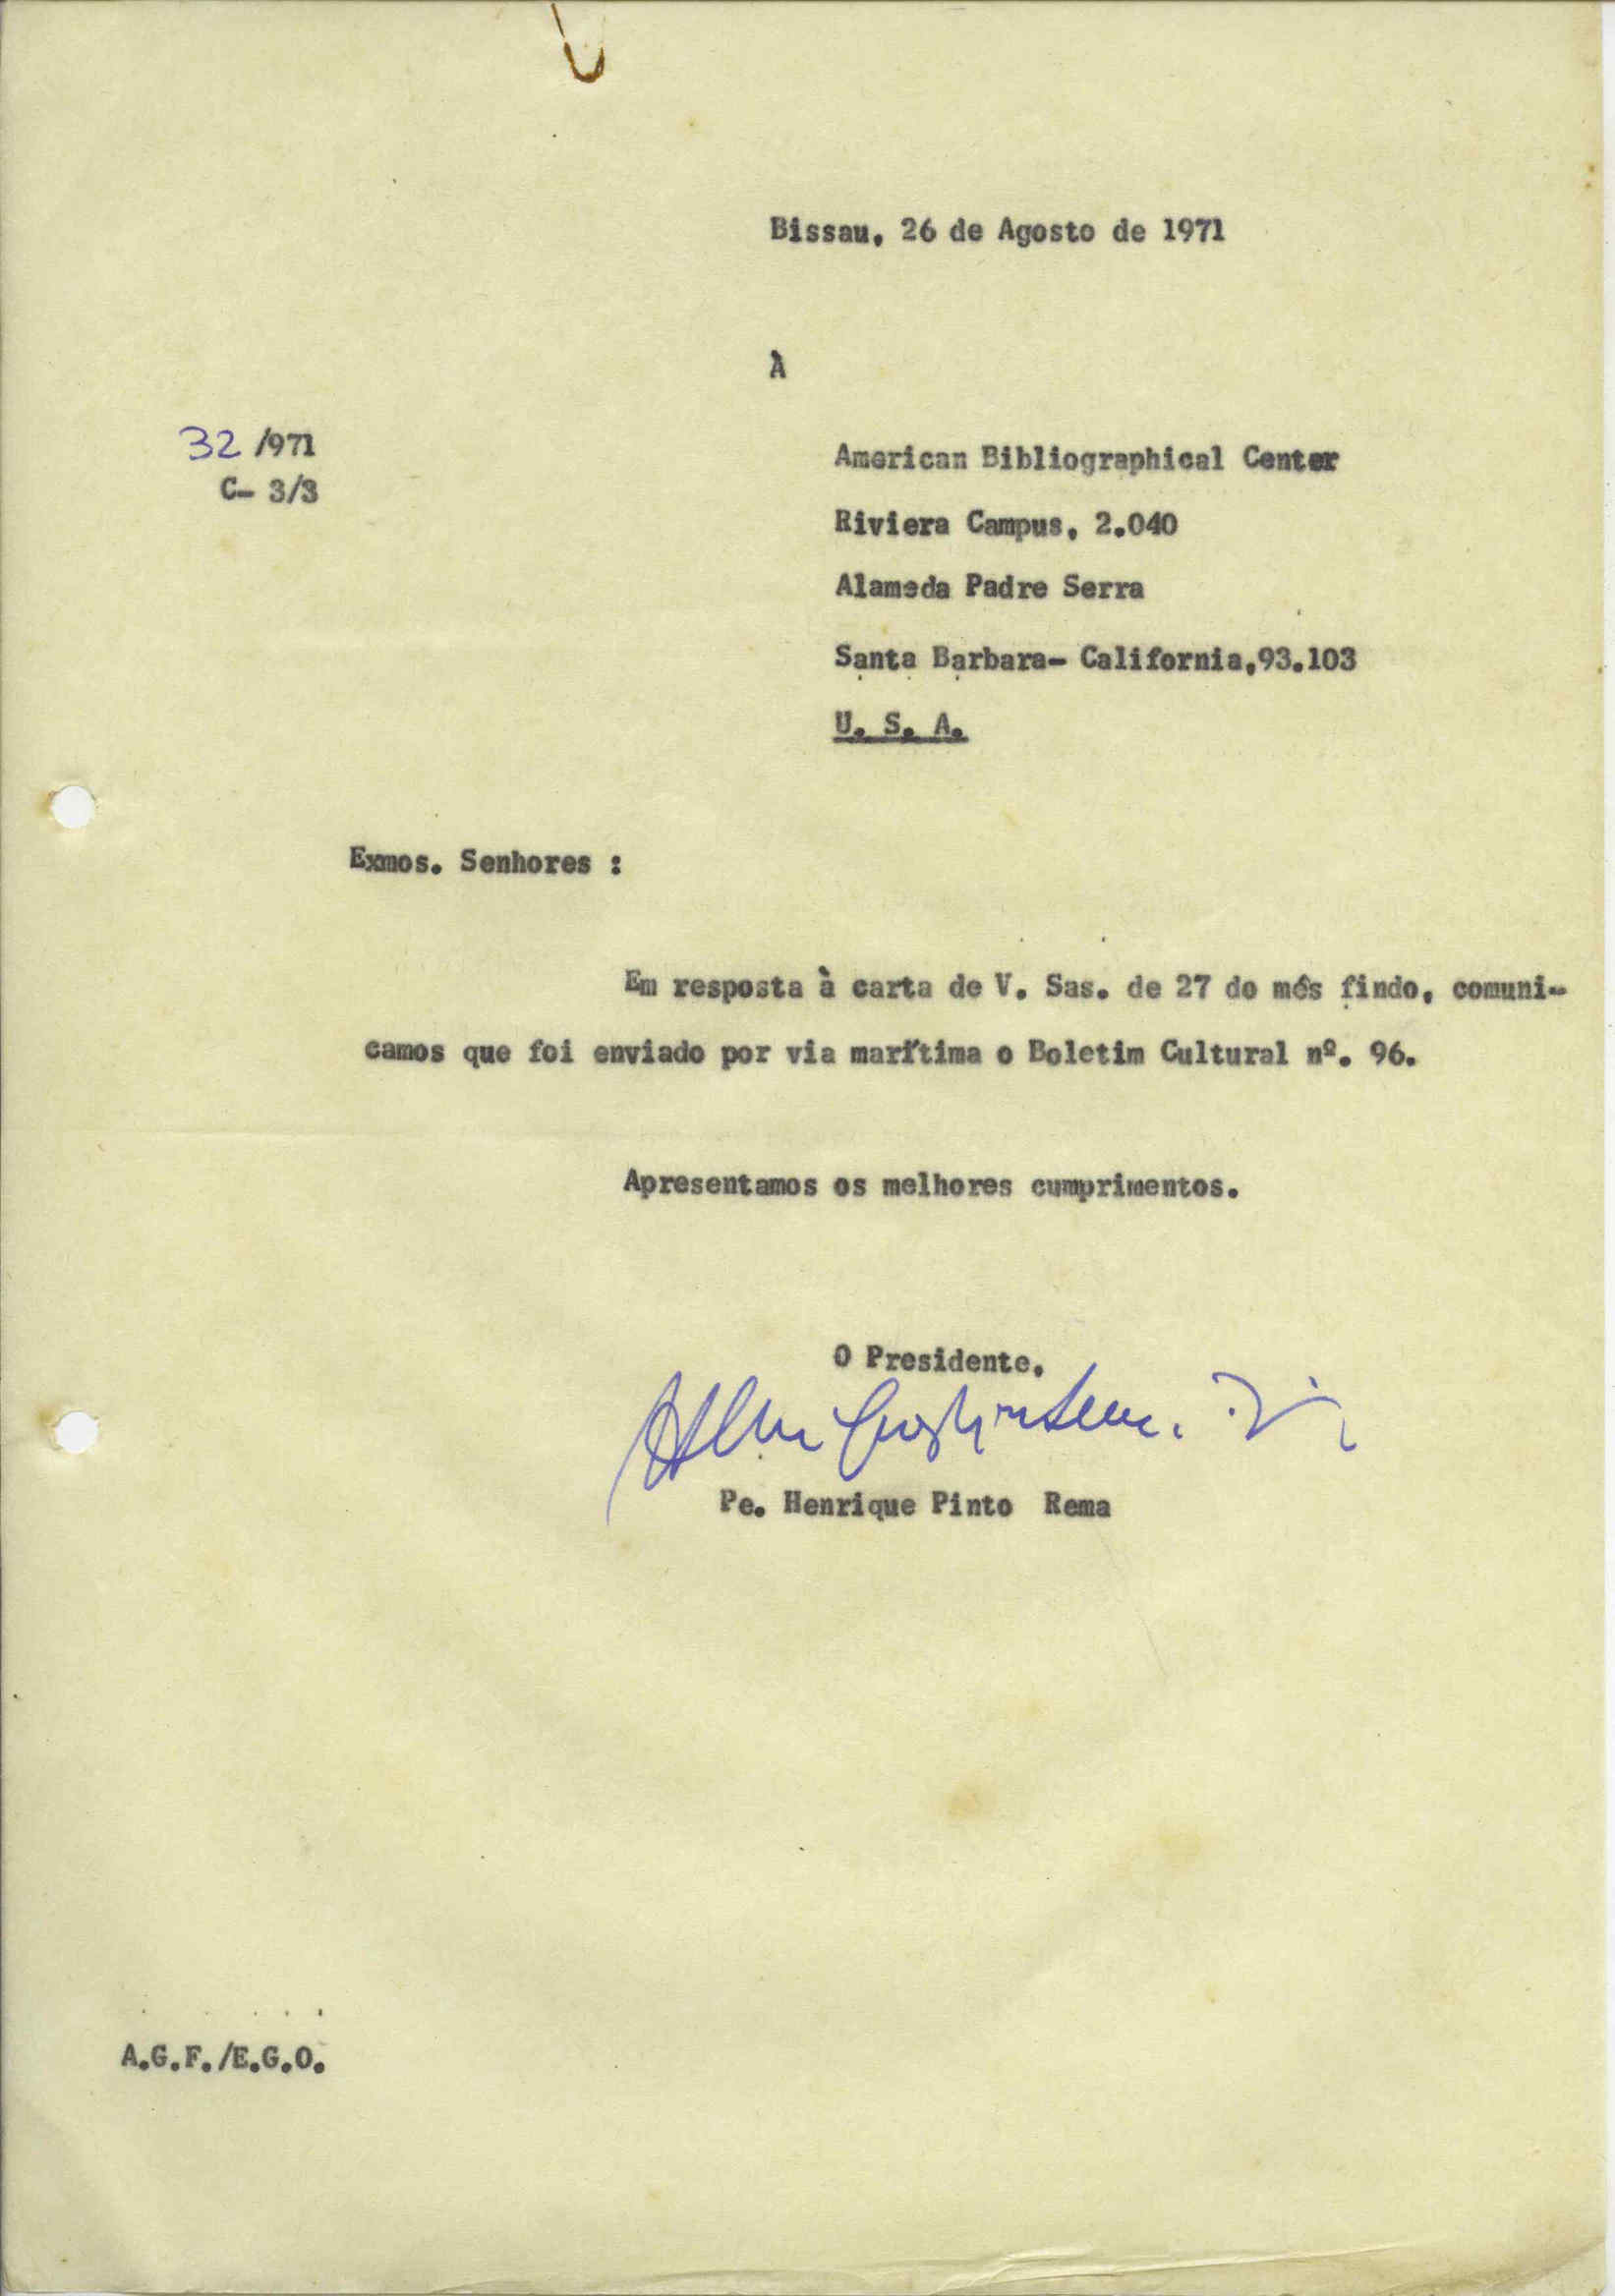 Bissau, 26 de Agosto de 1971
À
32 /971
C- 3/3
American Bibliographical Center
Riviera Campus, 2.040
Alameda Padre Serra
Santa Barbara- California,93.103
U. S. A.
Exmos. Senhores :
Em resposta à carta de V. Sas. de 27 do mês findo, comuni-
camos que foi enviado por via marítima o Boletim Cultural nº. 96.
Apresentamos os melhores cumprimentos.
O Presidente,
Pe. Henrique Pinto Rema
A.G.F./E.G.O.